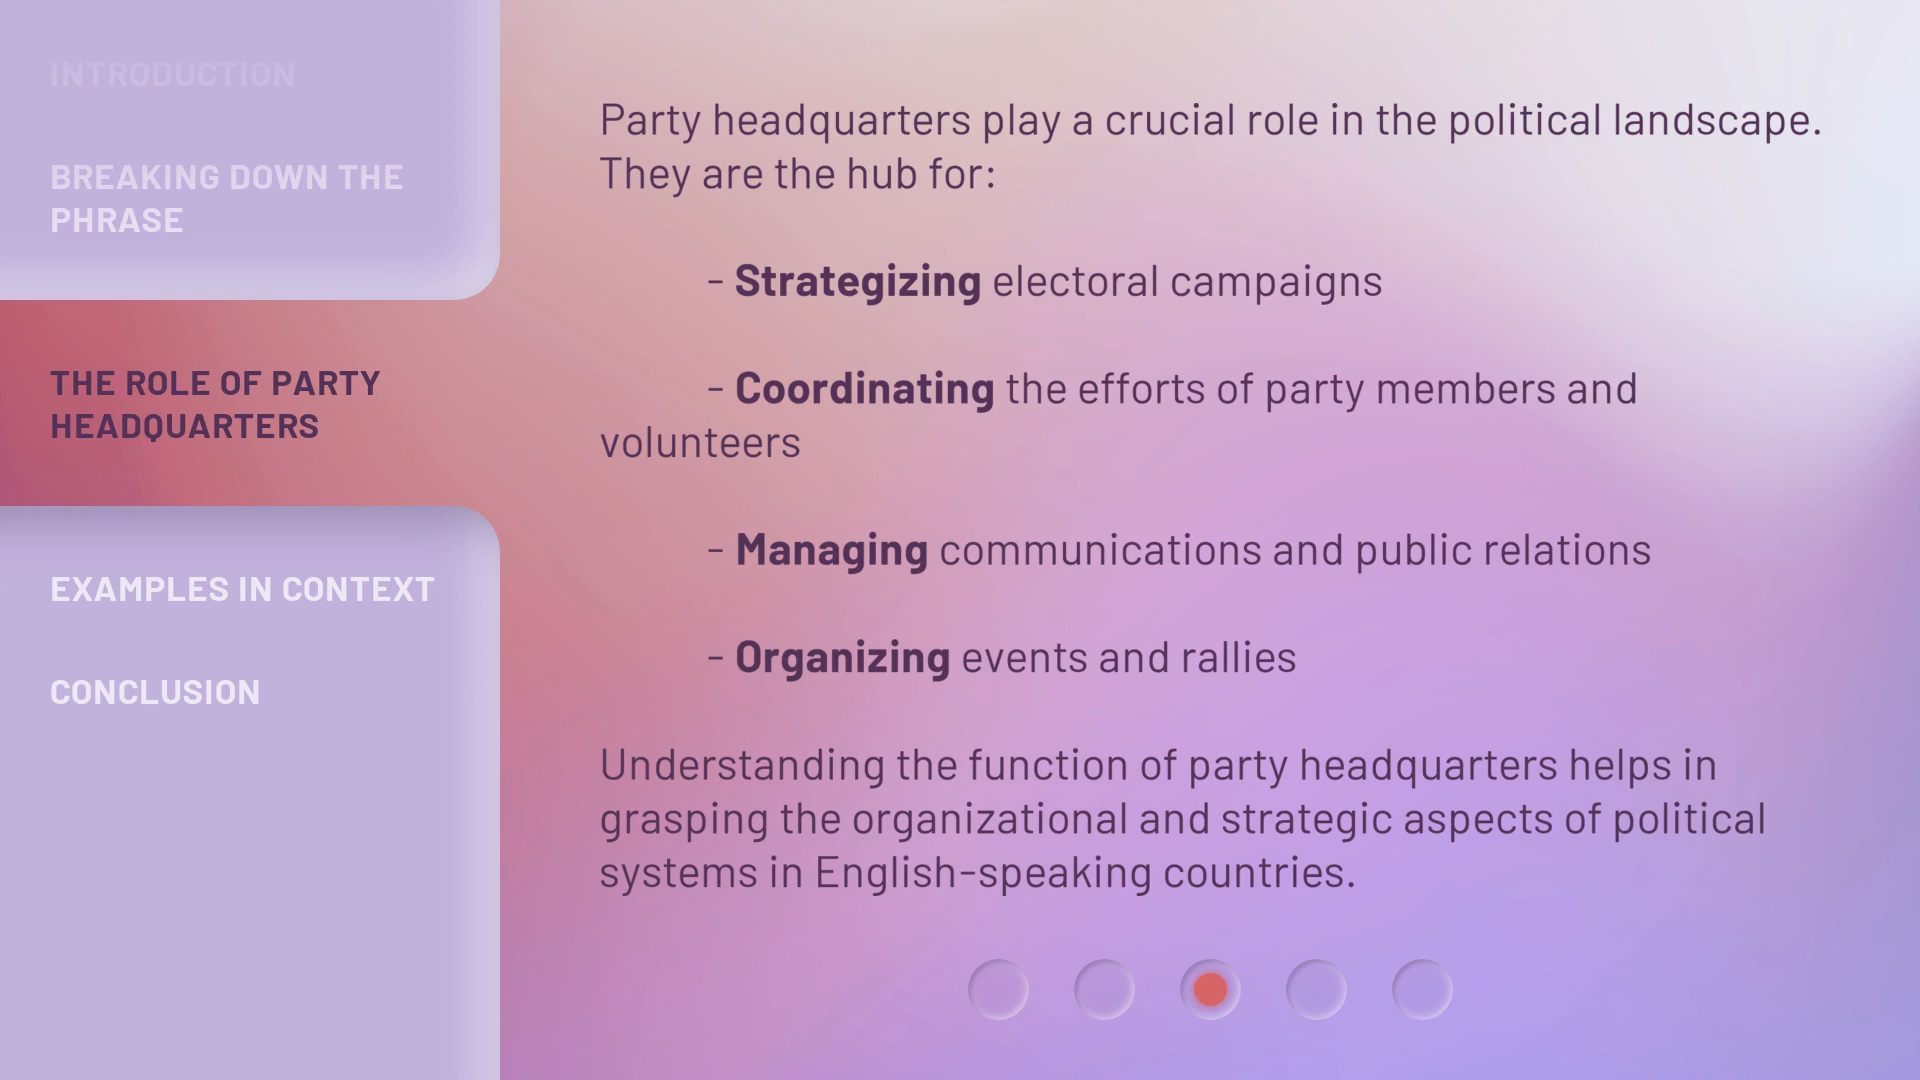 INTRODUCTION
BREAKING DOWN THE
PHRASE
THE ROLE OF PARTY
HEADQUARTERS
EXAMPLES IN CONTEXT
CONCLUSION
Party headquarters play a crucial role in the political landscape.
They are the hub for:
- Strategizing electoral campaigns
- Coordinating the efforts of party members and
volunteers
- Managing communications and public relations
- Organizing events and rallies
Understanding the function of party headquarters helps in
grasping the organizational and strategic aspects of political
systems in English-speaking countries.